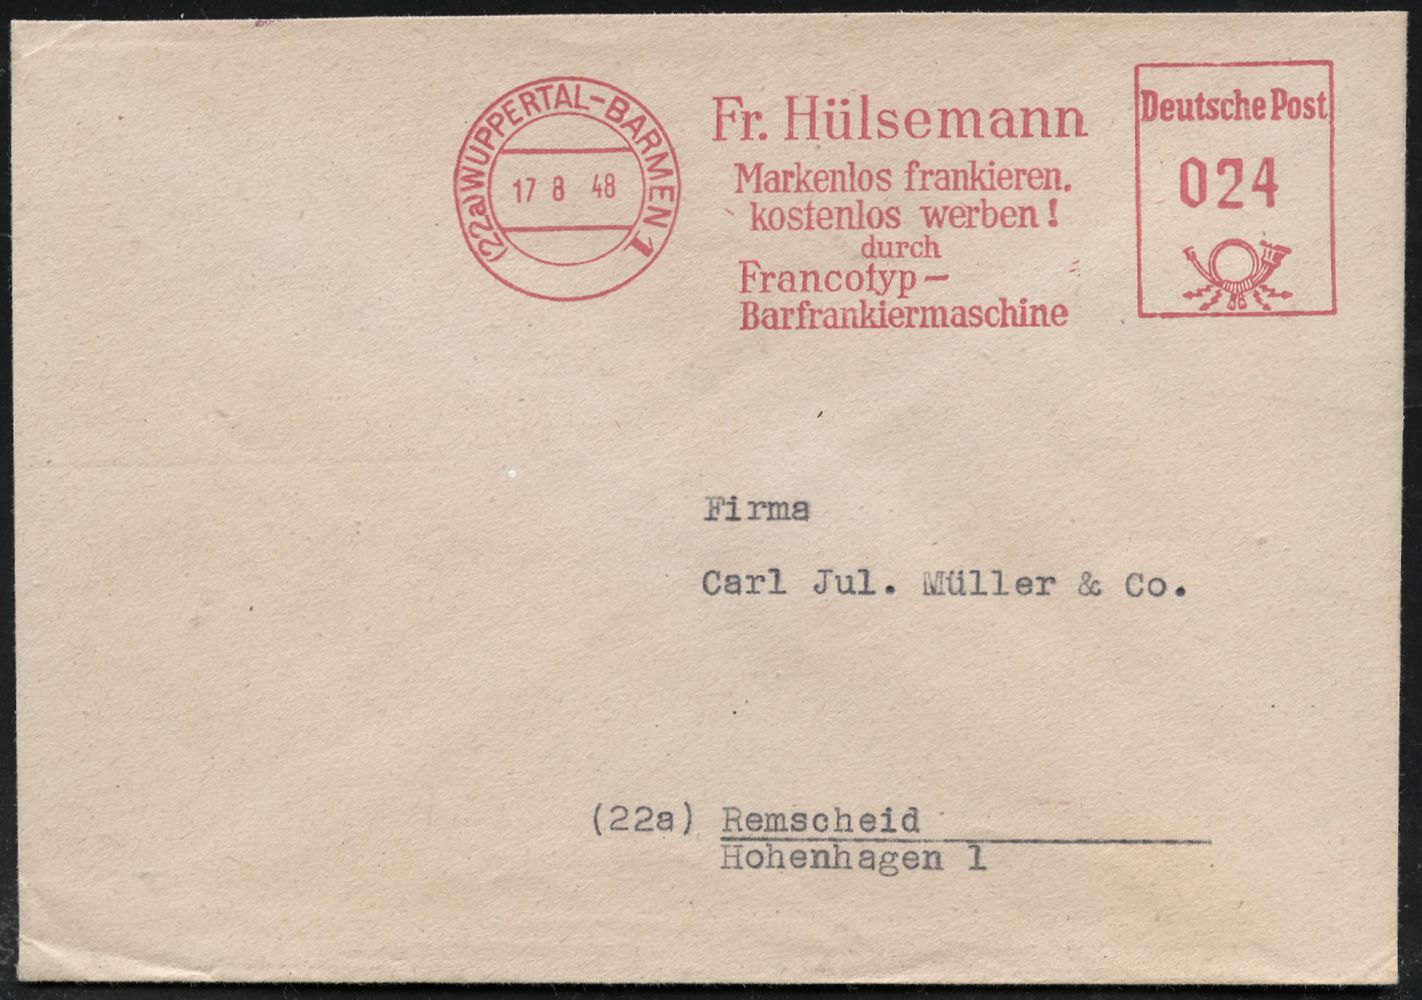 (22a) WUPPERTAL-BARMEN 1
17 8 48
Fr. Hülsemann
Markenlos frankieren.
kostenlos werben!
durch
Francotyp-
Barfrankiermaschine
Deutsche Post
024
Firma
Carl Jul. Müller & Co.
(22a) Remscheid
Hohenhagen 1